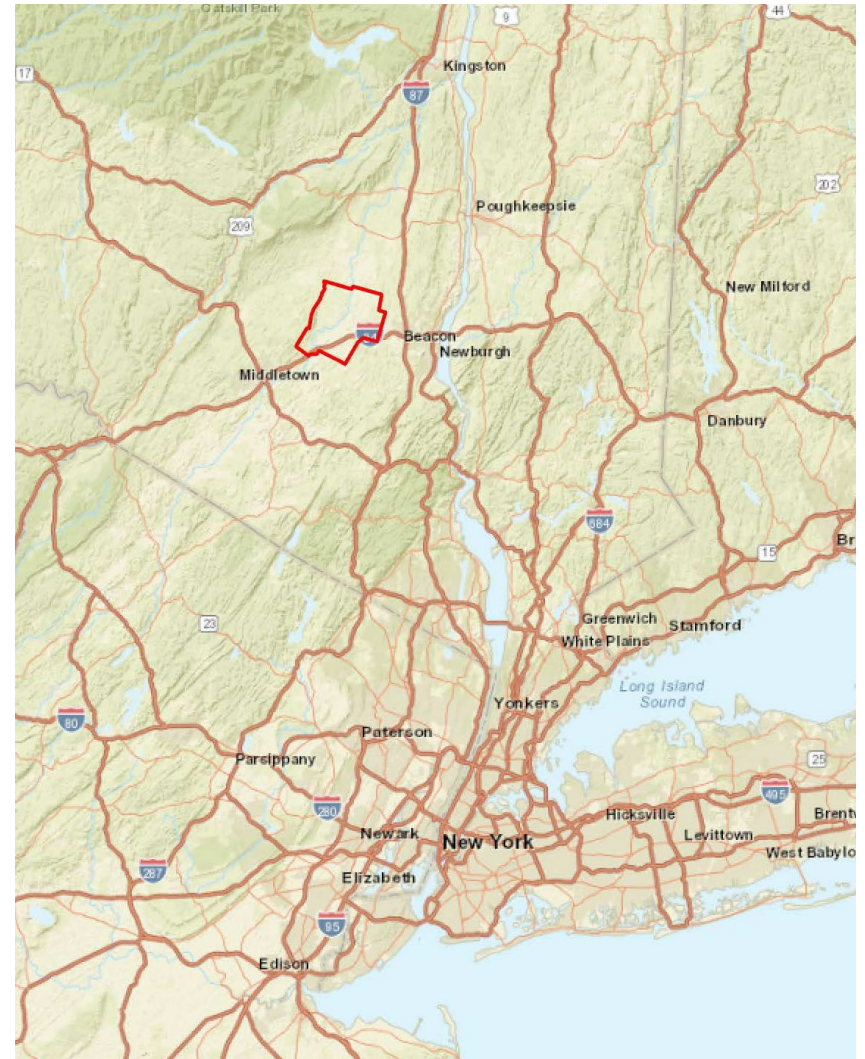 Catskill Park
9
44
17
Kingston
87
202
Poughkeepsie
209
New Milford
84
Beacon
Newburgh
Middletown
Danbury
684
15
Br
23
Greenwich
Stamford
White Plains
Long Island
Sound
Yonkers
80
Paterson
25
Parsippany
495
280
Hicksville
Brentw
Newark
New York
Levittown
West Babylo
287
Elizabeth
95
Edison